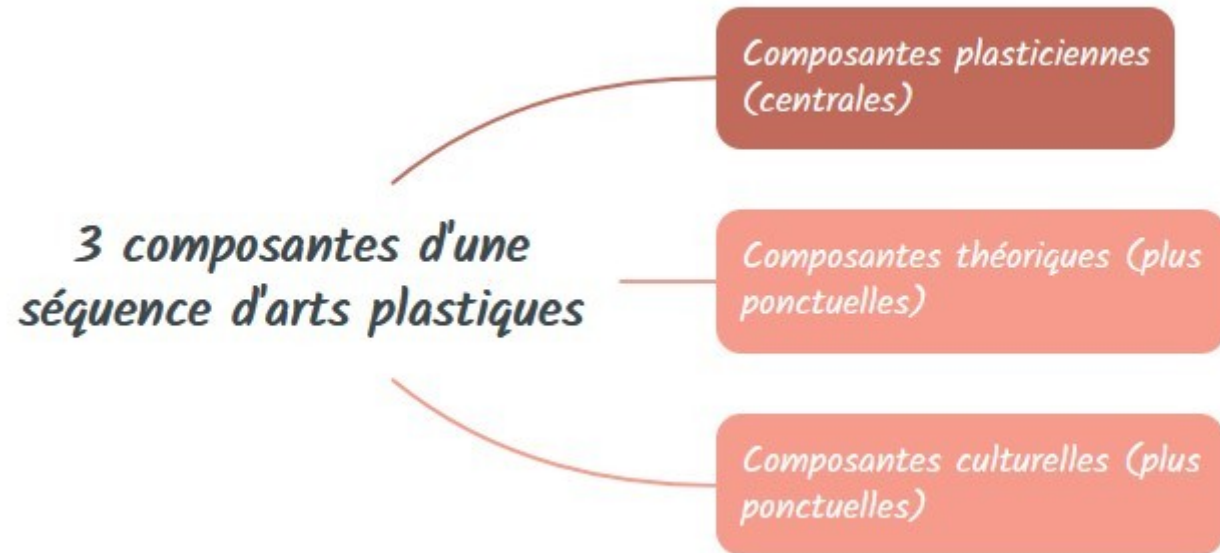 3 composantes d'une
séquence d'arts plastiques
Composantes plasticiennes
(centrales)
Composantes théoriques (plus
ponctuelles)
Composantes culturelles (plus
ponctuelles)